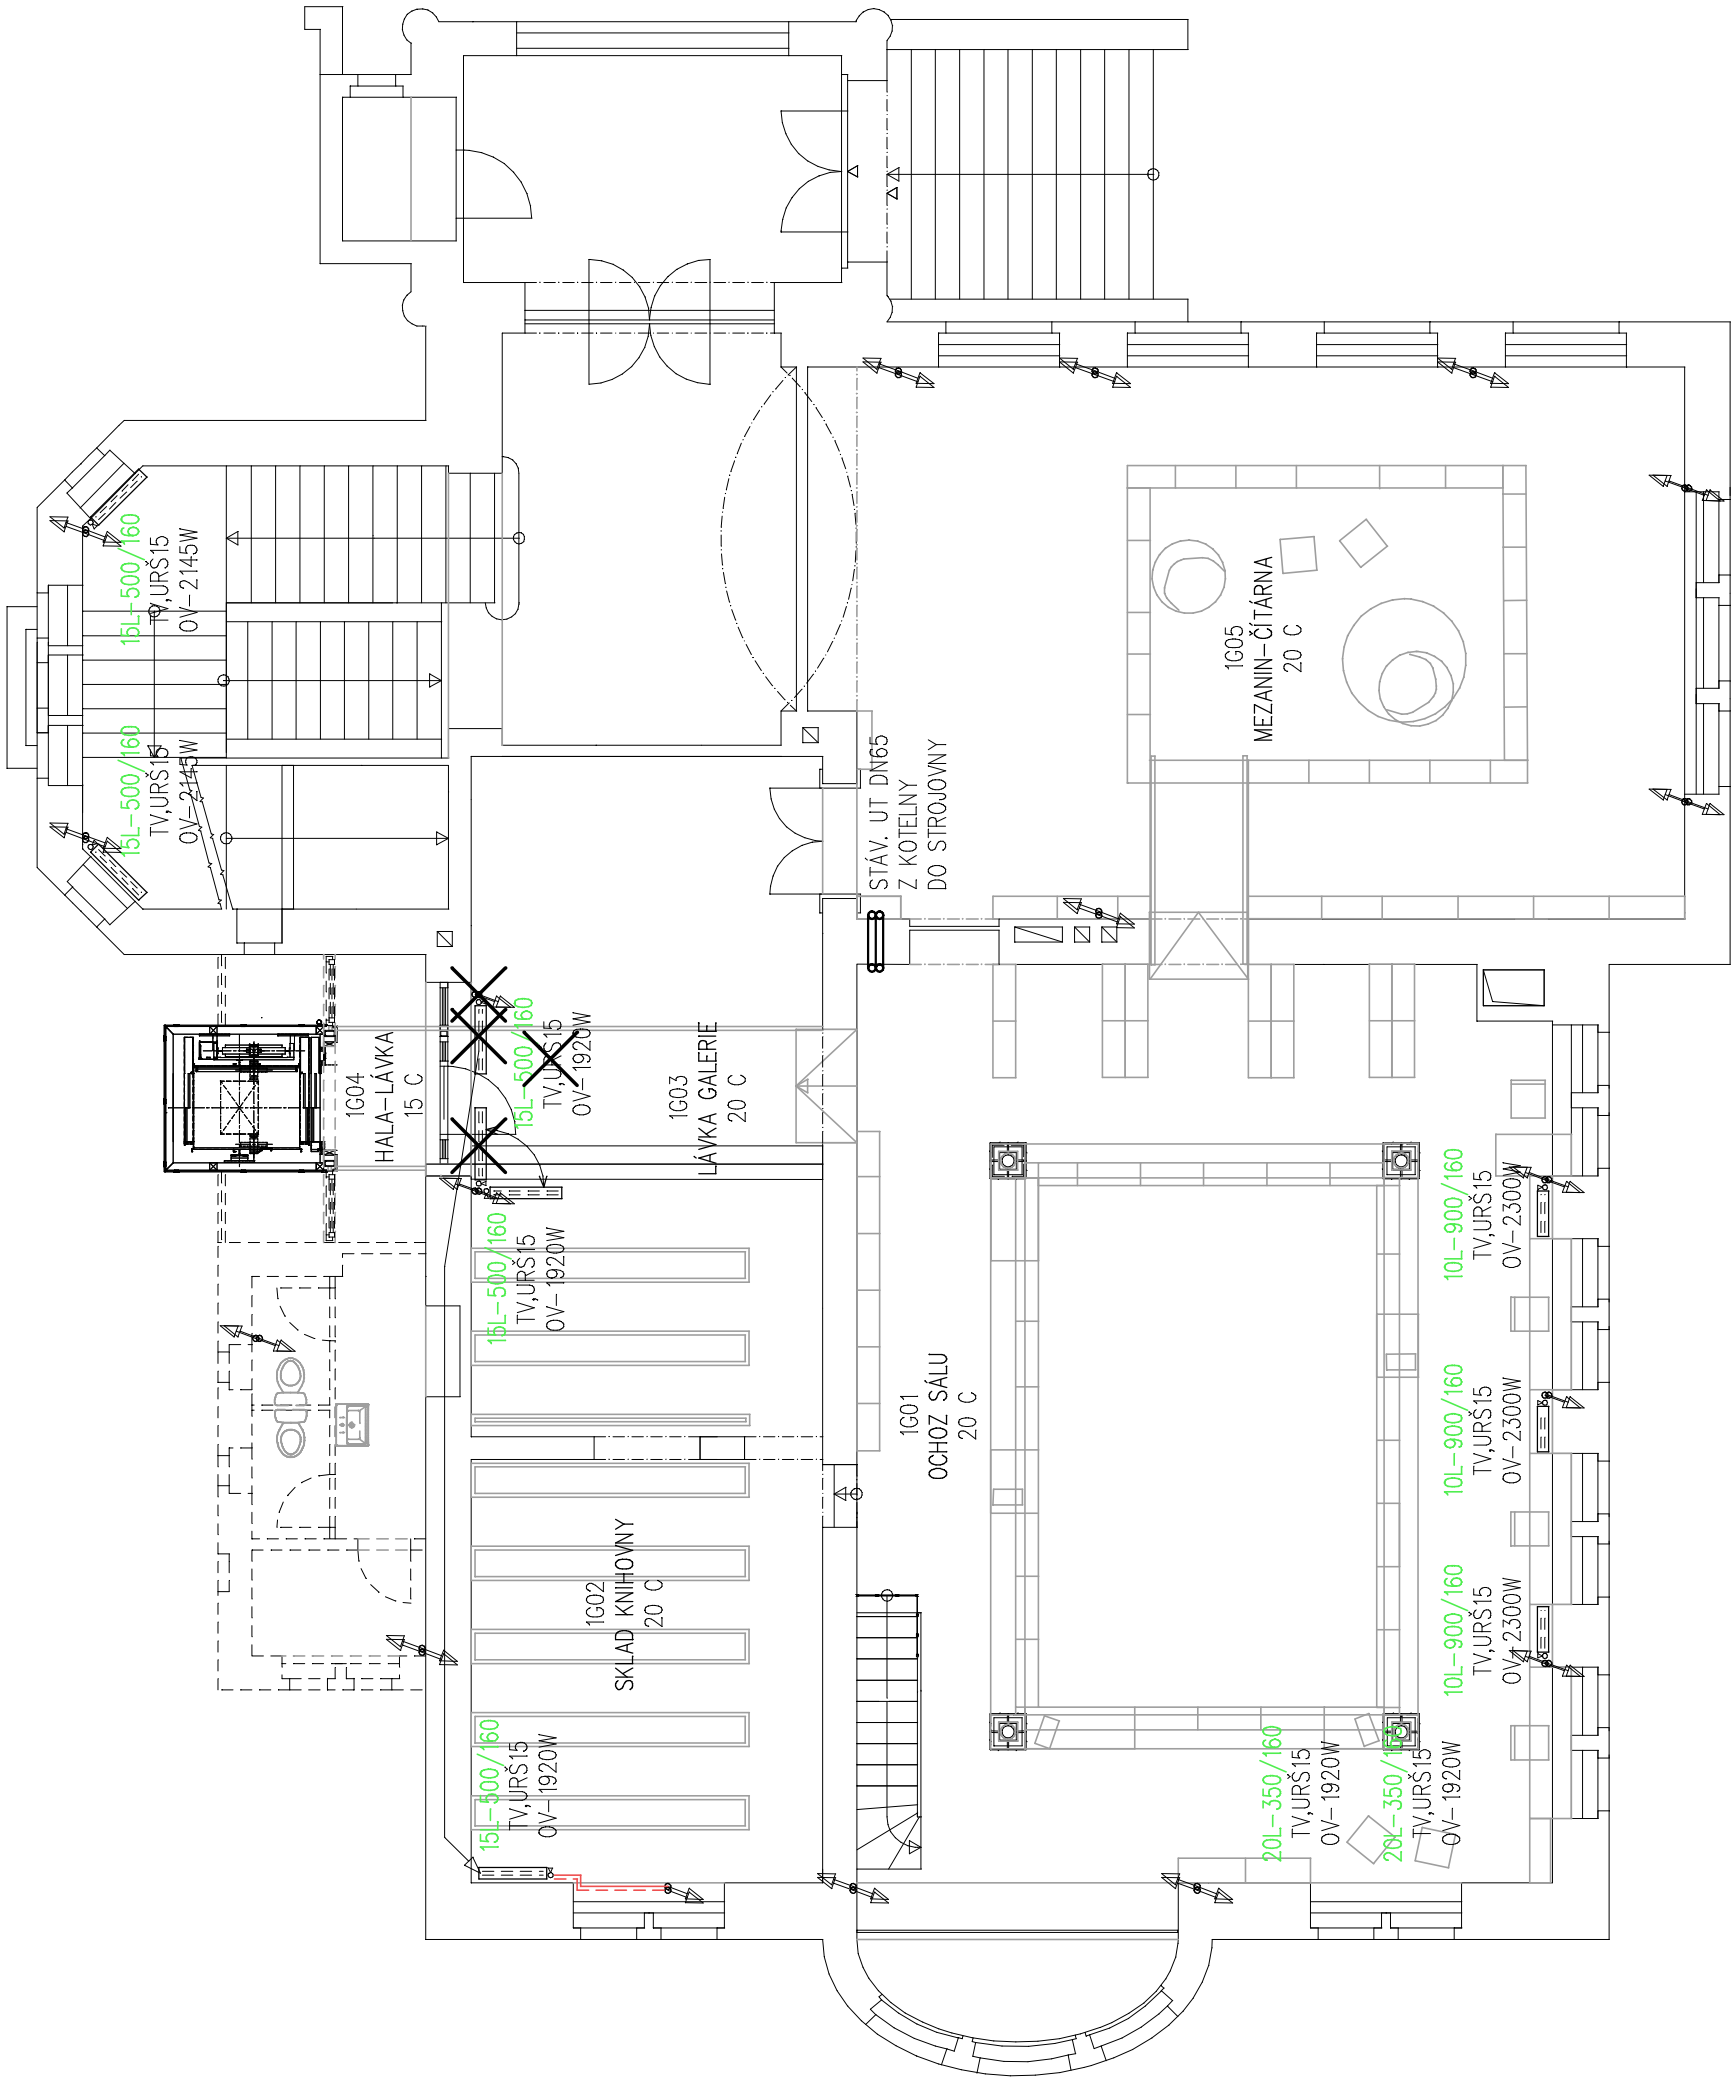 15L-500/160
TV,URŠ15
OV-2145W
15L-500/160
TV,URŠ15
OV-2145W
1G05
MEZANIN-ČÍTÁRNA
20 C
STÁV. UT DN65
Z KOTELNY
DO STROJOVNY
1G04
HALA-LÁVKA
15 C
15L-500/160
TV,URŠ15
OV-1920W
1G03
LÁVKA GALERIE
20 C
15L-500/160
TV,URŠ15
OV-1920W
1G01
OCHOZ SÁLU
20 C
10L-900/160
TV,URŠ15
OV-2300W
10L-900/160
TV,URŠ15
OV-2300W
10L-900/160
TV,URŠ15
OV-2300W
1G02
SKLAD KNIHOVNY
20 C
15L-500/160
TV,URŠ15
OV-1920W
20L-350/160
TV,URŠ15
OV-1920W
20L-350/160
TV,URŠ15
OV-1920W